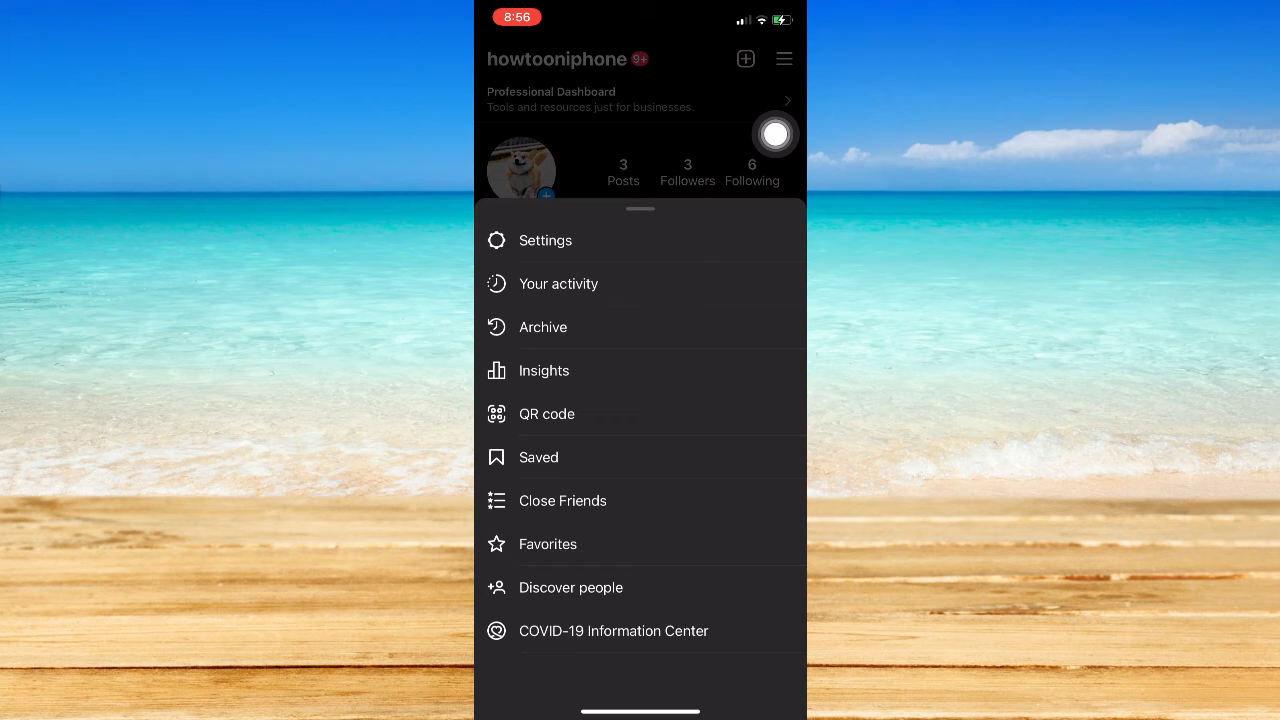 8:56
howtooniphone 9+
Professional Dashboard
Tools and resources just for businesses.
3 3 6
Posts Followers Following
Settings
Your activity
Archive
Insights
QR code
Saved
Close Friends
Favorites
Discover people
COVID-19 Information Center